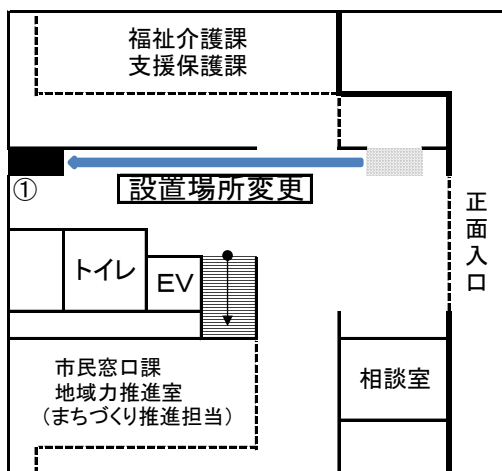 福祉介護課
支援保護課
①
設置場所変更
正面入口
トイレ
EV
市民窓口課
地域力推進室
(まちづくり推進担当)
相談室